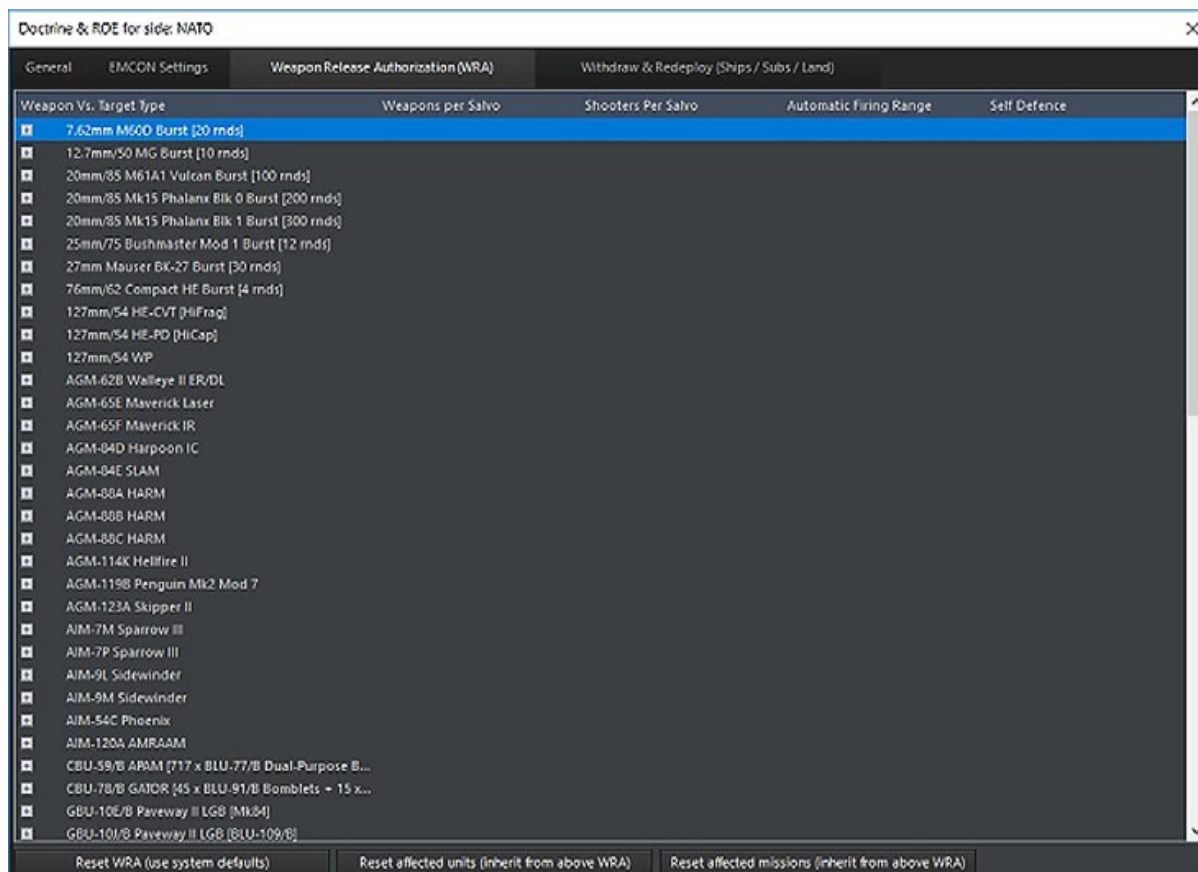 Doctrine & ROE for side: NATO
General EMCON Settings Weapon Release Authorization (WRA) Withdraw & Redeploy (Ships / Subs / Land)
Weapon Vs. Target Type Weapons per Salvo Shooters Per Salvo Automatic Firing Range Self Defence
7.62mm M60D Burst [20 rnds]
12.7mm/50 MG Burst [10 rnds]
20mm/85 M61A1 Vulcan Burst [100 rnds]
20mm/85 Mk15 Phalanx Blk 0 Burst [200 rnds]
20mm/85 Mk15 Phalanx Blk 1 Burst [300 rnds]
25mm/75 Bushmaster Mod 1 Burst [12 rnds]
27mm Mauser BK-27 Burst [30 rnds]
76mm/62 Compact HE Burst [4 rnds]
127mm/54 HE-CVT [HiFrag]
127mm/54 HE-PD [HiCap]
127mm/54 WP
AGM-62B Walleye II ER/DL
AGM-65E Maverick Laser
AGM-65F Maverick IR
AGM-84D Harpoon IC
AGM-84E SLAM
AGM-88A HARM
AGM-88B HARM
AGM-88C HARM
AGM-114K Hellfire II
AGM-119B Penguin Mk2 Mod 7
AGM-123A Skipper II
AIM-7M Sparrow III
AIM-7P Sparrow III
AIM-9L Sidewinder
AIM-9M Sidewinder
AIM-54C Phoenix
AIM-120A AMRAAM
CBU-59/B APAM [717 x BLU-77/B Dual-Purpose B...
CBU-78/B GATOR [45 x BLU-91/B Bomblets + 15 x...
GBU-10E/B Paveway II LGB [Mk84]
GBU-10J/B Paveway II LGB [BLU-109/B]
Reset WRA (use system defaults) Reset affected units (inherit from above WRA) Reset affected missions (inherit from above WRA)